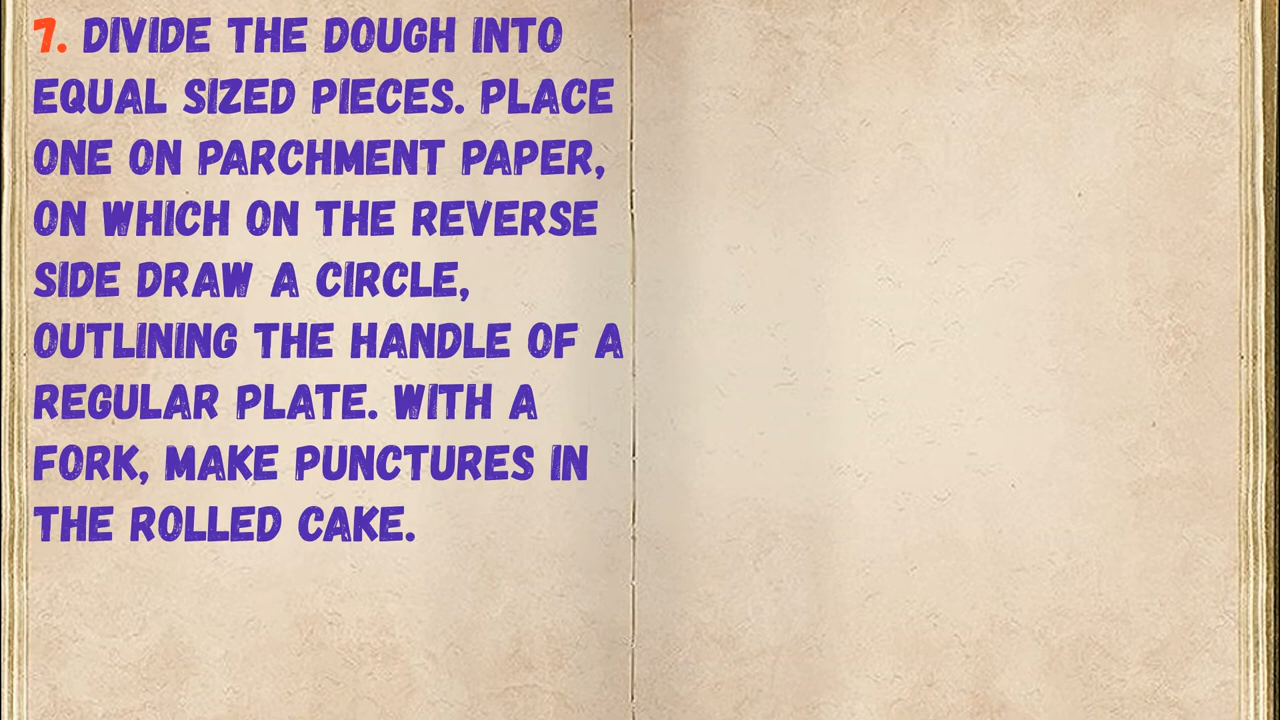 7. DIVIDE THE DOUGH INTO
EQUAL SIZED PIECES. PLACE
ONE ON PARCHMENT PAPER,
ON WHICH ON THE REVERSE
SIDE DRAW A CIRCLE,
OUTLINING THE HANDLE OF A
REGULAR PLATE. WITH A
FORK, MAKE PUNCTURES IN
THE ROLLED CAKE.